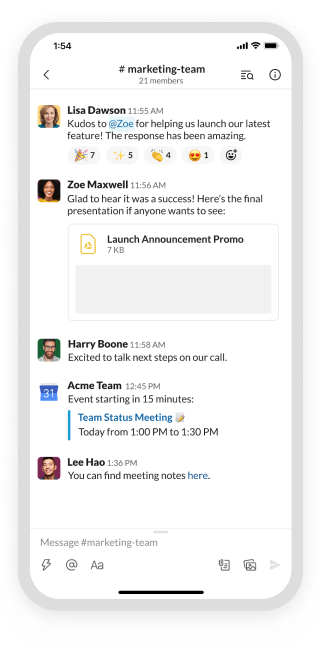 1:54
# marketing-team
21 members
Lisa Dawson 11:55 AM
Kudos to @Zoe for helping us launch our latest
feature! The response has been amazing.
7 5 4 1
Zoe Maxwell 11:56 AM
Glad to hear it was a success! Here's the final
presentation if anyone wants to see:
Launch Announcement Promo
7 KB
Harry Boone 11:58 AM
Excited to talk next steps on our call.
31
Acme Team 12:45 PM
Event starting in 15 minutes:
Team Status Meeting
Today from 1:00 PM to 1:30 PM
Lee Hao 1:36 PM
You can find meeting notes here.
Message #marketing-team
@ Aa